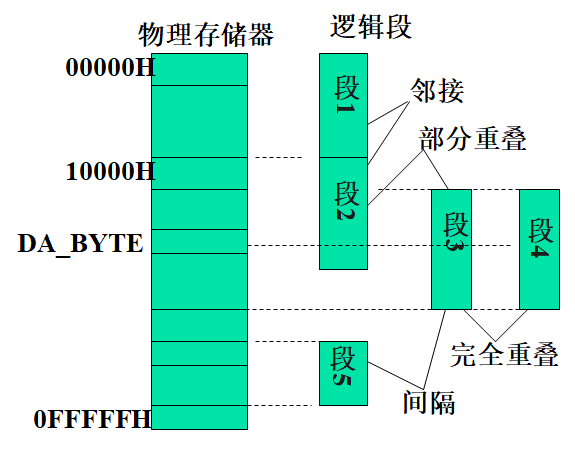 物理存储器
逻辑段
00000H
段1
邻接
部分重叠
10000H
段2
段3
段4
DA_BYTE
完全重叠
段5
间隔
0FFFFFH